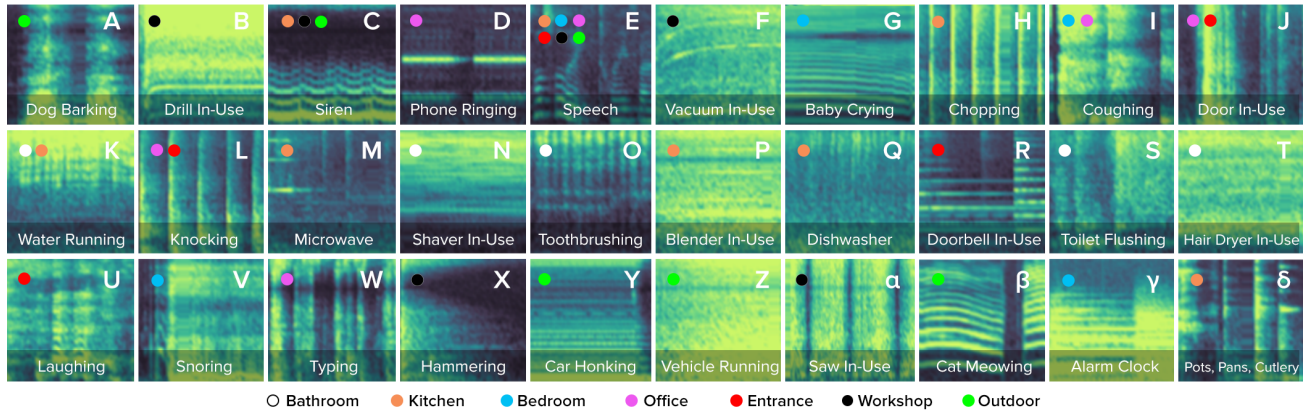 A B C D E F G H I J
Dog Barking Drill In-Use Siren Phone Ringing Speech Vacuum In-Use Baby Crying Chopping Coughing Door In-Use
K L M N O P Q R S T
Water Running Knocking Microwave Shaver In-Use Toothbrushing Blender In-Use Dishwasher Doorbell In-Use Toilet Flushing Hair Dryer In-Use
U V W X Y Z α β γ δ
Laughing Snoring Typing Hammering Car Honking Vehicle Running Saw In-Use Cat Meowing Alarm Clock Pots, Pans, Cutlery
Bathroom Kitchen Bedroom Office Entrance Workshop Outdoor